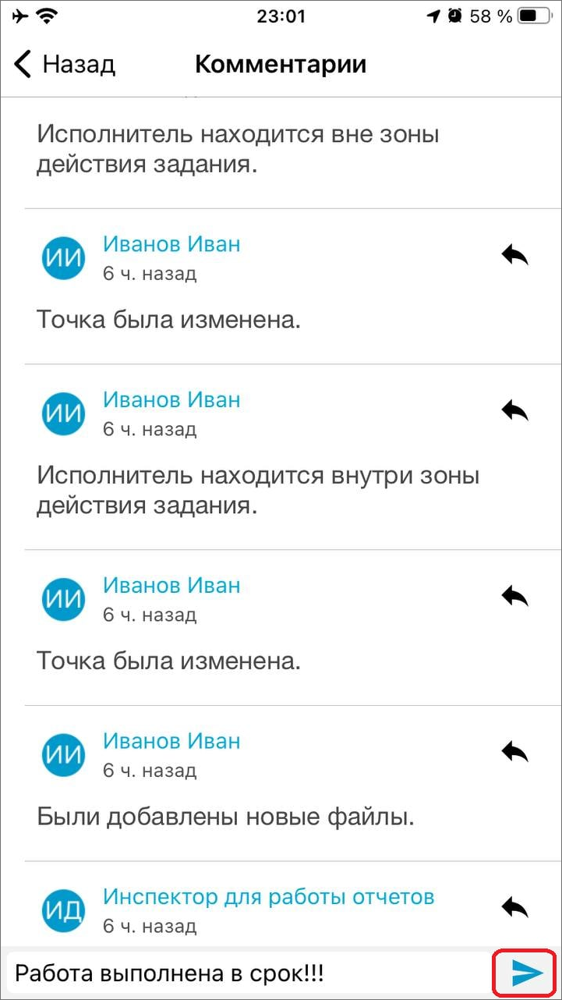 23:01 58 %
Назад Комментарии
Исполнитель находится вне зоны
действия задания.
ИИ Иванов Иван
6 ч. назад
Точка была изменена.
ИИ Иванов Иван
6 ч. назад
Исполнитель находится внутри зоны
действия задания.
ИИ Иванов Иван
6 ч. назад
Точка была изменена.
ИИ Иванов Иван
6 ч. назад
Были добавлены новые файлы.
ИД Инспектор для работы отчетов
6 ч. назад
Работа выполнена в срок!!!